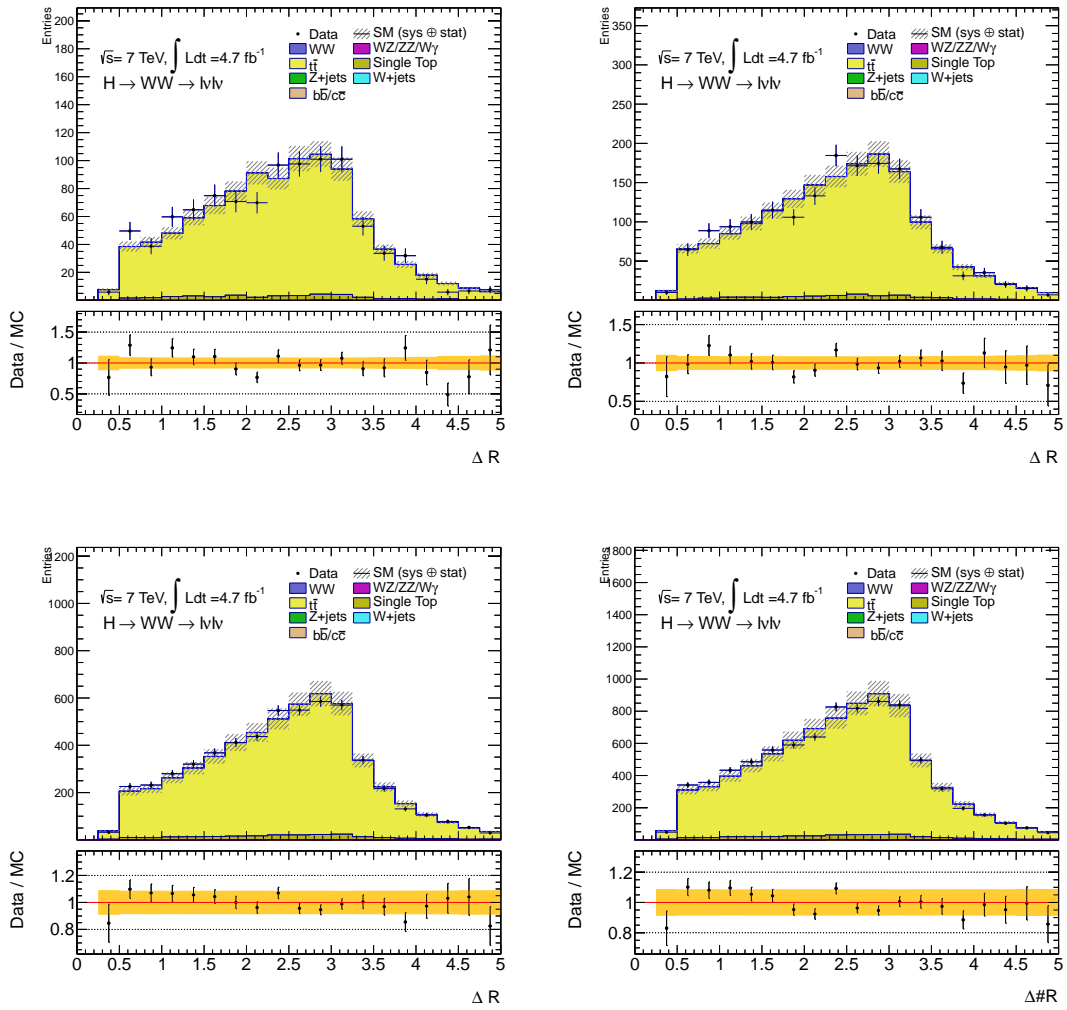 Entries
200
180
160
140
120
100
80
60
40
20
√s= 7 TeV, ∫ Ldt =4.7 fb⁻¹
H → WW → lνlν
Data
WW
tt̄
Z+jets
bb̄/cc̄
SM (sys ⊕ stat)
WZ/ZZ/Wγ
Single Top
W+jets
Data / MC
1.5
1
0.5
0 0.5 1 1.5 2 2.5 3 3.5 4 4.5 5
Δ R
Entries
350
300
250
200
150
100
50
√s= 7 TeV, ∫ Ldt =4.7 fb⁻¹
H → WW → lνlν
Data
WW
tt̄
Z+jets
bb̄/cc̄
SM (sys ⊕ stat)
WZ/ZZ/Wγ
Single Top
W+jets
Data / MC
1.5
1
0.5
0 0.5 1 1.5 2 2.5 3 3.5 4 4.5 5
Δ R
Entries
1200
1000
800
600
400
200
√s= 7 TeV, ∫ Ldt =4.7 fb⁻¹
H → WW → lνlν
Data
WW
tt̄
Z+jets
bb̄/cc̄
SM (sys ⊕ stat)
WZ/ZZ/Wγ
Single Top
W+jets
Data / MC
1.2
1
0.8
0 0.5 1 1.5 2 2.5 3 3.5 4 4.5 5
Δ R
Entries
1800
1600
1400
1200
1000
800
600
400
200
√s= 7 TeV, ∫ Ldt =4.7 fb⁻¹
H → WW → lνlν
Data
WW
tt̄
Z+jets
bb̄/cc̄
SM (sys ⊕ stat)
WZ/ZZ/Wγ
Single Top
W+jets
Data / MC
1.2
1
0.8
0 0.5 1 1.5 2 2.5 3 3.5 4 4.5 5
Δ#R